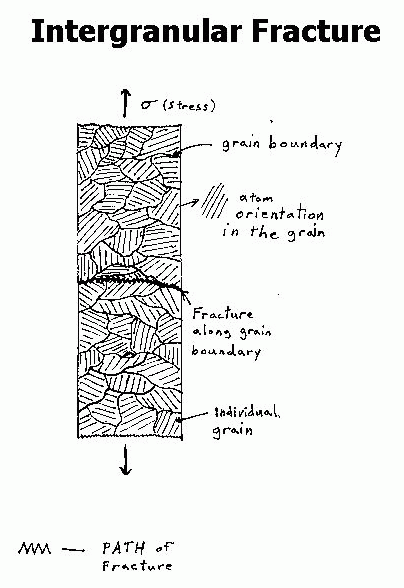 Intergranular Fracture
σ (stress)
grain boundary
atom
orientation
in the grain
Fracture
along grain
boundary
Individual
grain
PATH of
Fracture